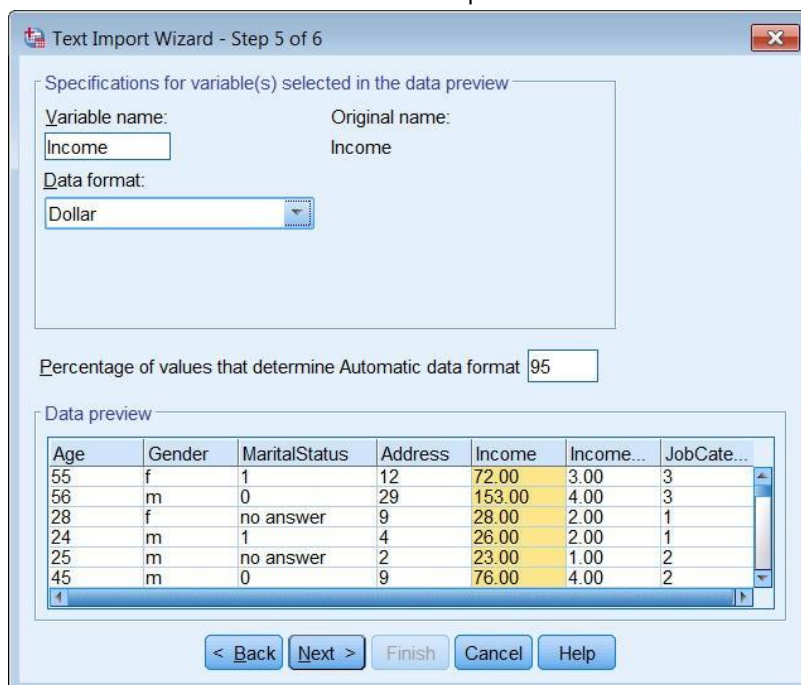 Text Import Wizard - Step 5 of 6
Specifications for variable(s) selected in the data preview
Variable name: Original name:
Income Income
Data format:
Dollar
Percentage of values that determine Automatic data format 95
Data preview
Age Gender MaritalStatus Address Income Income... JobCate...
55 f 1 12 72.00 3.00 3
56 m 0 29 153.00 4.00 3
28 f no answer 9 28.00 2.00 1
24 m 1 4 26.00 2.00 1
25 m no answer 2 23.00 1.00 2
45 m 0 9 76.00 4.00 2
< Back Next > Finish Cancel Help